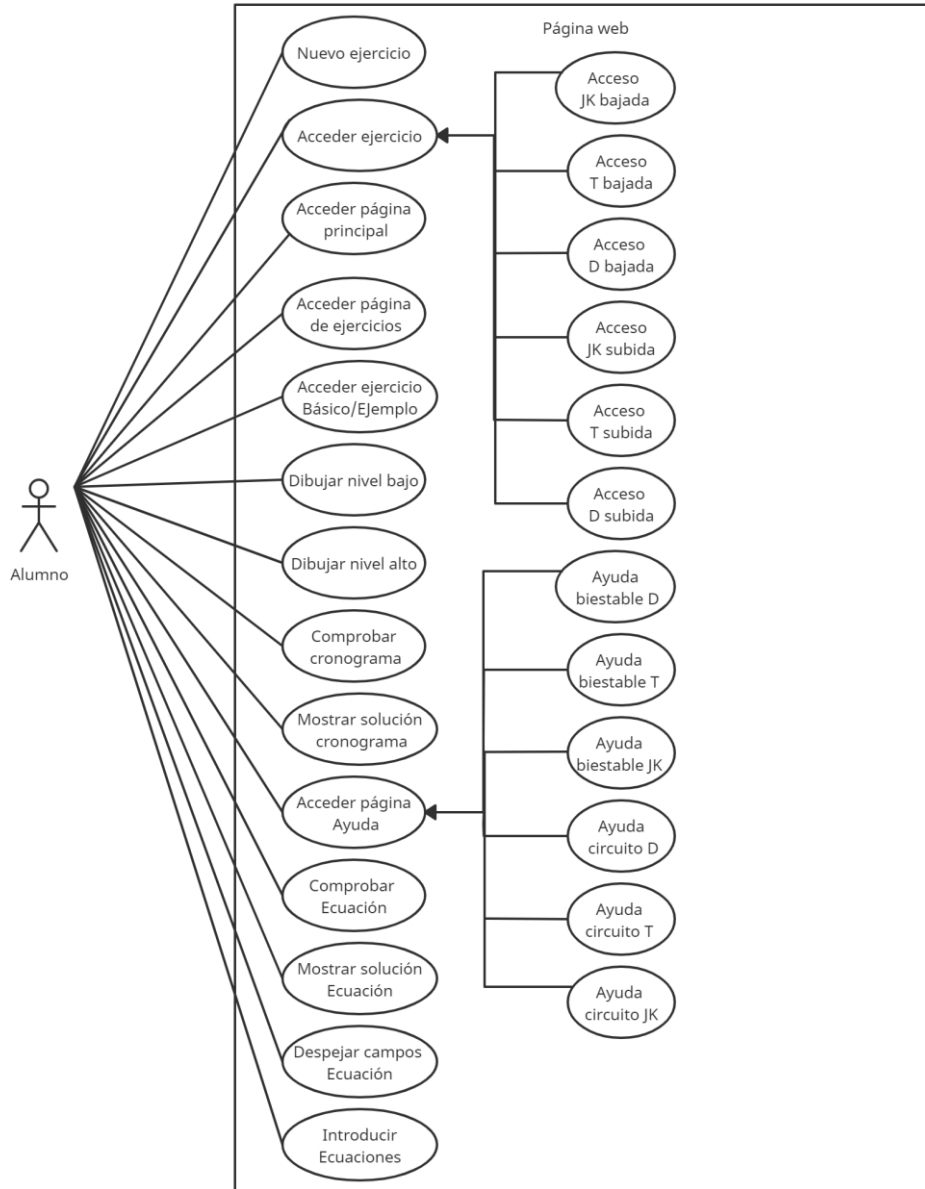 Página web
Nuevo ejercicio
Acceder ejercicio
Acceder página
principal
Acceder página
de ejercicios
Acceder ejercicio
Básico/EJemplo
Dibujar nivel bajo
Dibujar nivel alto
Comprobar
cronograma
Mostrar solución
cronograma
Acceder página
Ayuda
Comprobar
Ecuación
Mostrar solución
Ecuación
Despejar campos
Ecuación
Introducir
Ecuaciones
Alumno
Acceso
JK bajada
Acceso
T bajada
Acceso
D bajada
Acceso
JK subida
Acceso
T subida
Acceso
D subida
Ayuda
biestable D
Ayuda
biestable T
Ayuda
biestable JK
Ayuda
circuito D
Ayuda
circuito T
Ayuda
circuito JK